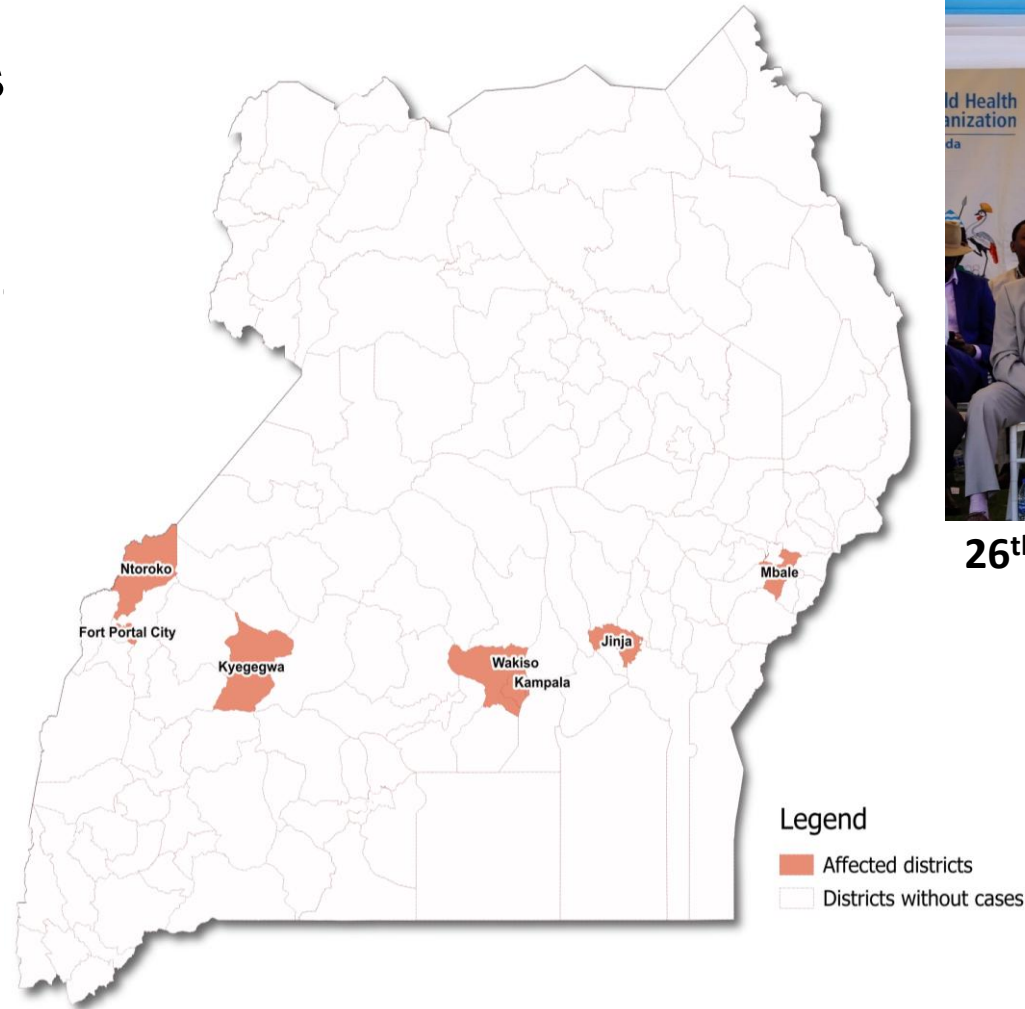 ld Health
anization
da
26th
Ntoroko
Mbale
Fort Portal City
Jinja
Kyegegwa
Wakiso
Kampala
Legend
Affected districts
Districts without cases